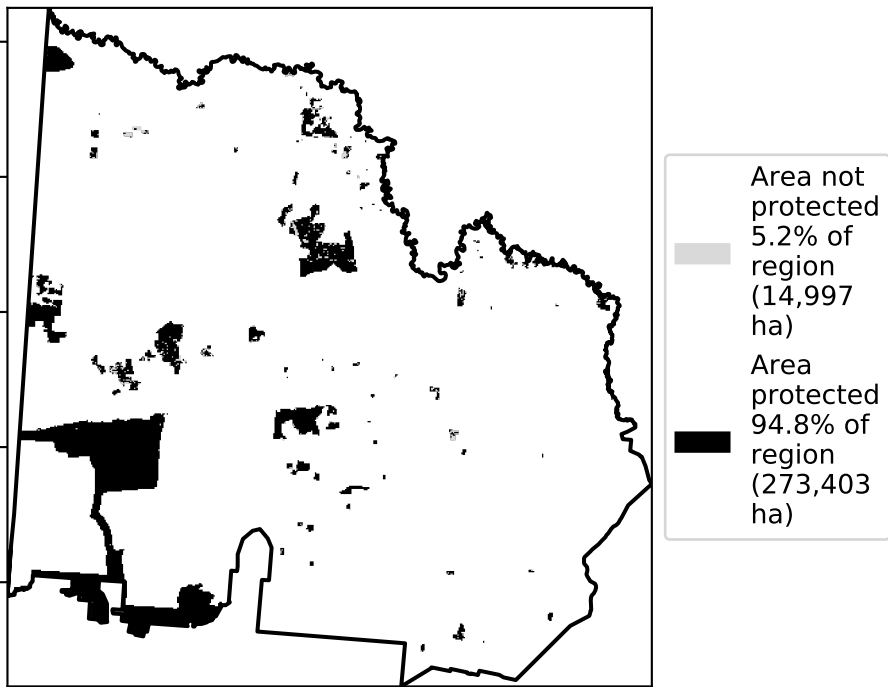 Area not
protected
5.2% of
region
(14,997
ha)
Area
protected
94.8% of
region
(273,403
ha)